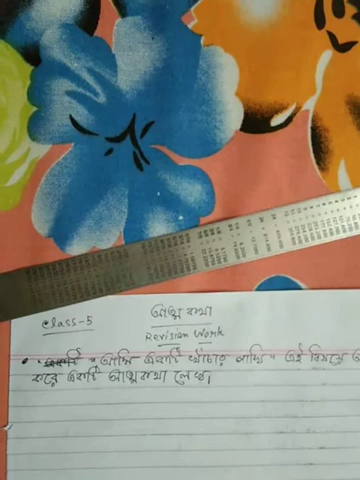 আত্মকথা
class-5
Revision Work
• "আমি একটি খাঁচার পাখি" এই বিষয়ে
করে একটি আত্মকথা লেখ।